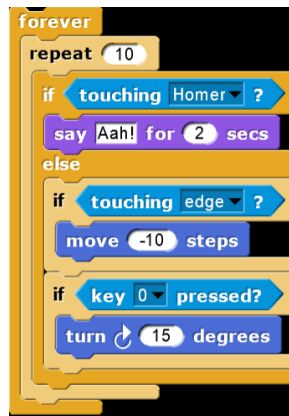 forever
repeat 10
if touching Homer ?
say Aah! for 2 secs
else
if touching edge ?
move -10 steps
if key 0 pressed?
turn 15 degrees